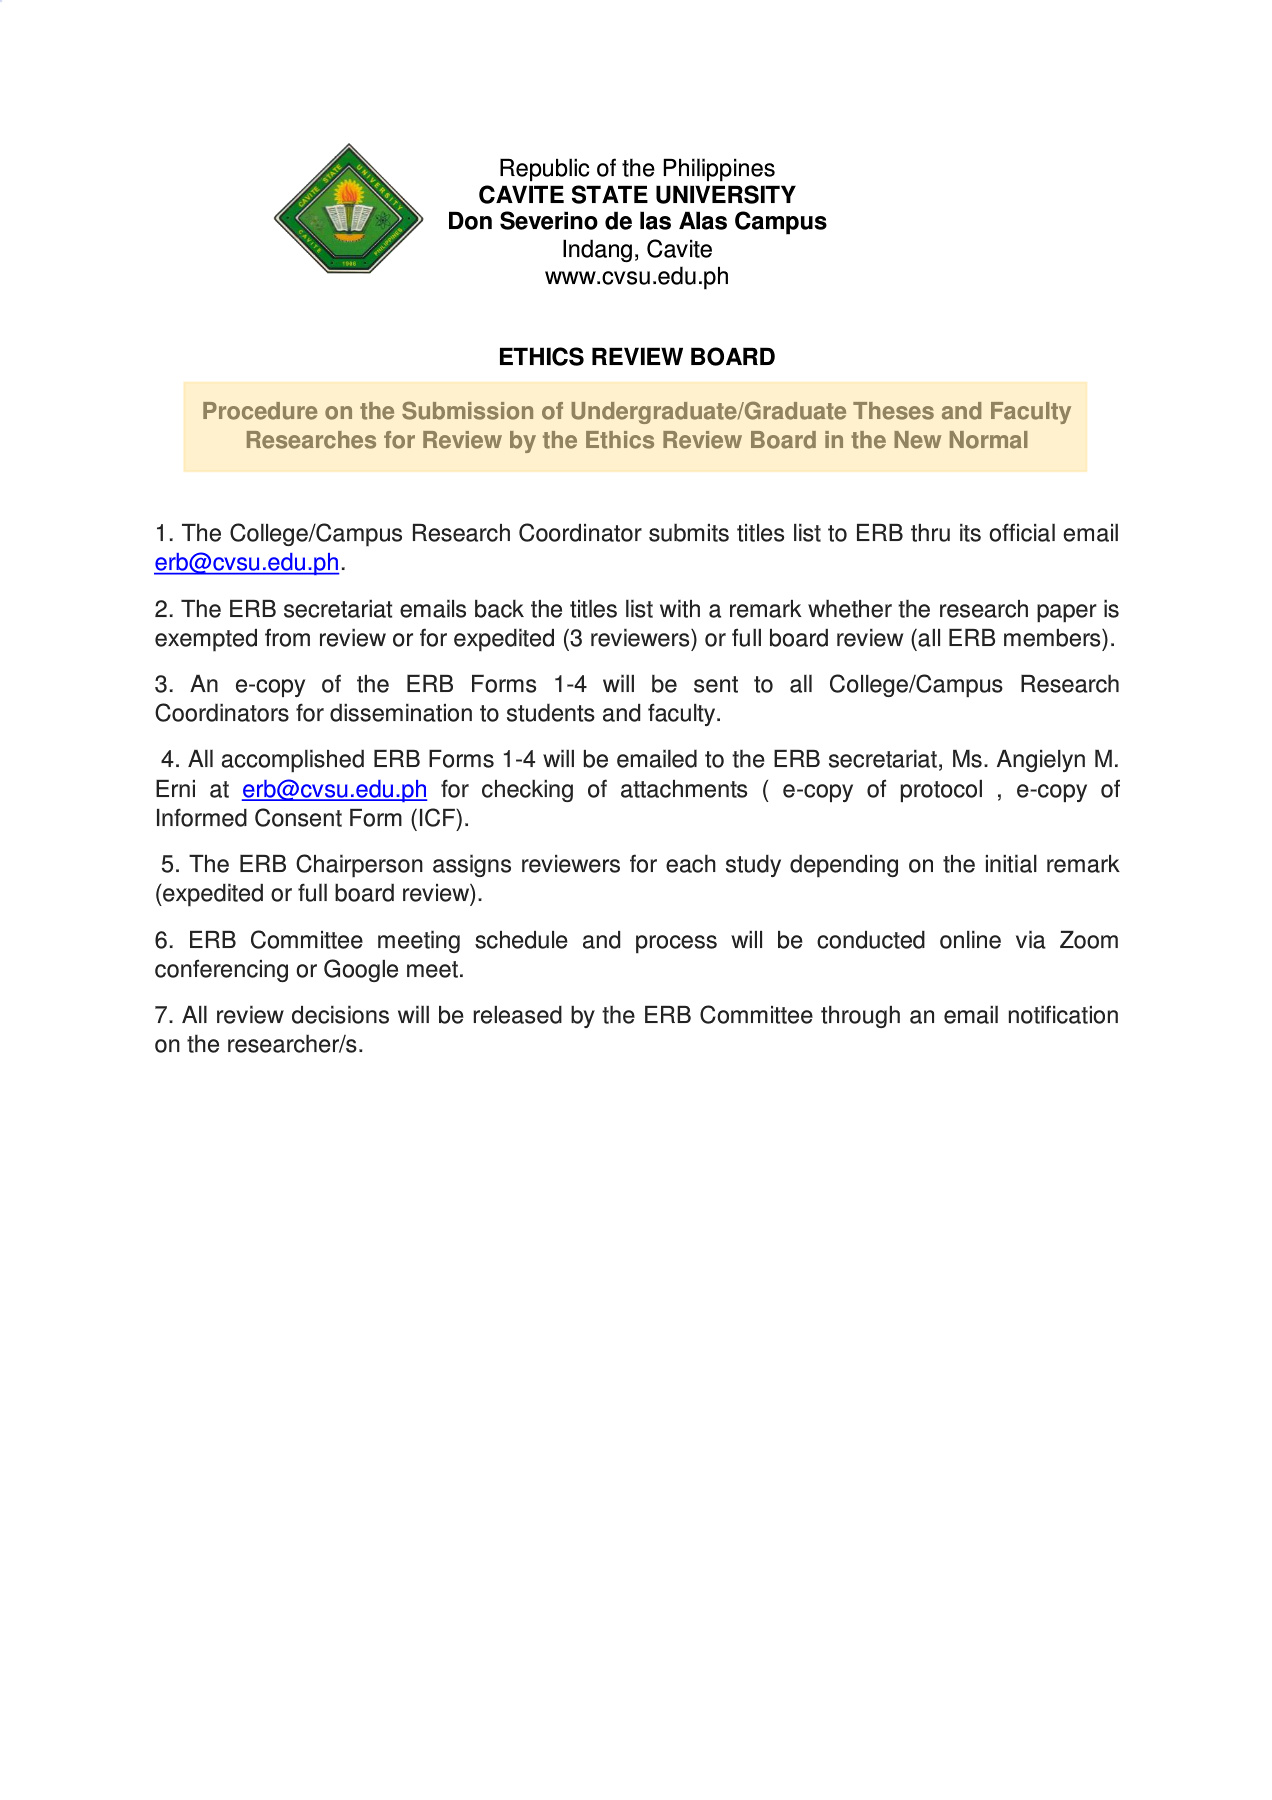 CAVITE STATE UNIVERSITY
CAVITE PHILIPPINES
1906
Republic of the Philippines
CAVITE STATE UNIVERSITY
Don Severino de las Alas Campus
Indang, Cavite
www.cvsu.edu.ph
ETHICS REVIEW BOARD
Procedure on the Submission of Undergraduate/Graduate Theses and Faculty
Researches for Review by the Ethics Review Board in the New Normal
1. The College/Campus Research Coordinator submits titles list to ERB thru its official email
erb@cvsu.edu.ph.
2. The ERB secretariat emails back the titles list with a remark whether the research paper is
exempted from review or for expedited (3 reviewers) or full board review (all ERB members).
3. An e-copy of the ERB Forms 1-4 will be sent to all College/Campus Research
Coordinators for dissemination to students and faculty.
4. All accomplished ERB Forms 1-4 will be emailed to the ERB secretariat, Ms. Angielyn M.
Erni at erb@cvsu.edu.ph for checking of attachments ( e-copy of protocol , e-copy of
Informed Consent Form (ICF).
5. The ERB Chairperson assigns reviewers for each study depending on the initial remark
(expedited or full board review).
6. ERB Committee meeting schedule and process will be conducted online via Zoom
conferencing or Google meet.
7. All review decisions will be released by the ERB Committee through an email notification
on the researcher/s.